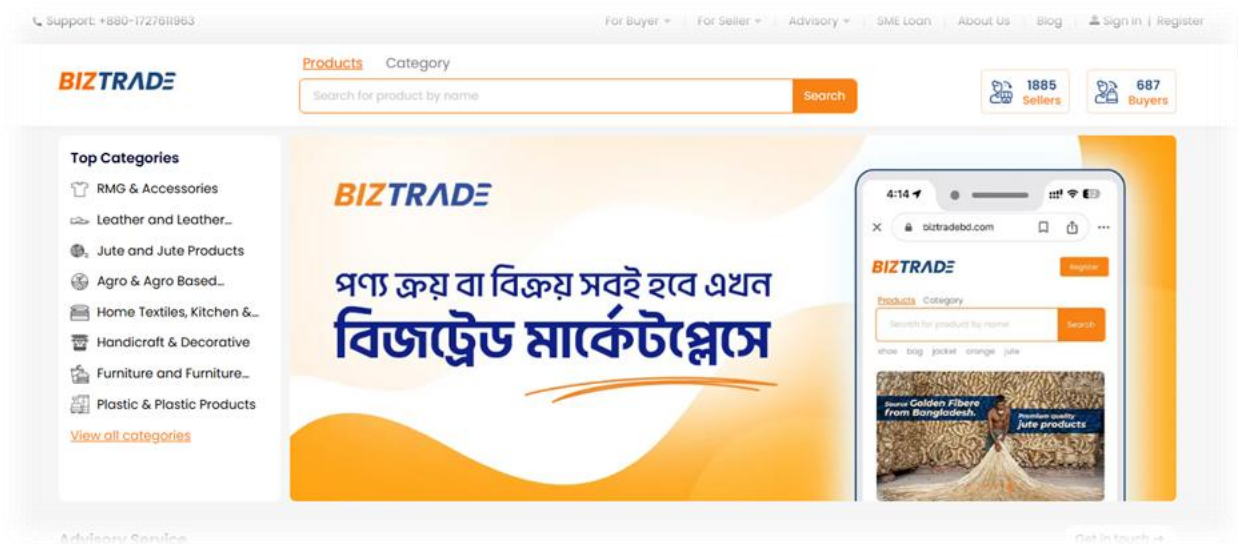 Support: +880-1727611963
For Buyer
For Seller
Advisory
SME Loan
About Us
Blog
Sign in | Register
BIZTRADE
Products
Category
Search for product by name
Search
1885
Sellers
687
Buyers
Top Categories
RMG & Accessories
Leather and Leather...
Jute and Jute Products
Agro & Agro Based...
Home Textiles, Kitchen &...
Handicraft & Decorative
Furniture and Furniture...
Plastic & Plastic Products
View all categories
BIZTRADE
পণ্য ক্রয় বা বিক্রয় সবই হবে এখন
বিজট্রেড মার্কেটপ্লেসে
4:14
biztradebd.com
BIZTRADE
Register
Products
Category
Search for product by name
Search
shoe bag jacket orange jute
Source Golden Fibere
from Bangladesh.
Premium quality
jute products
Advisory Service
Get in touch →